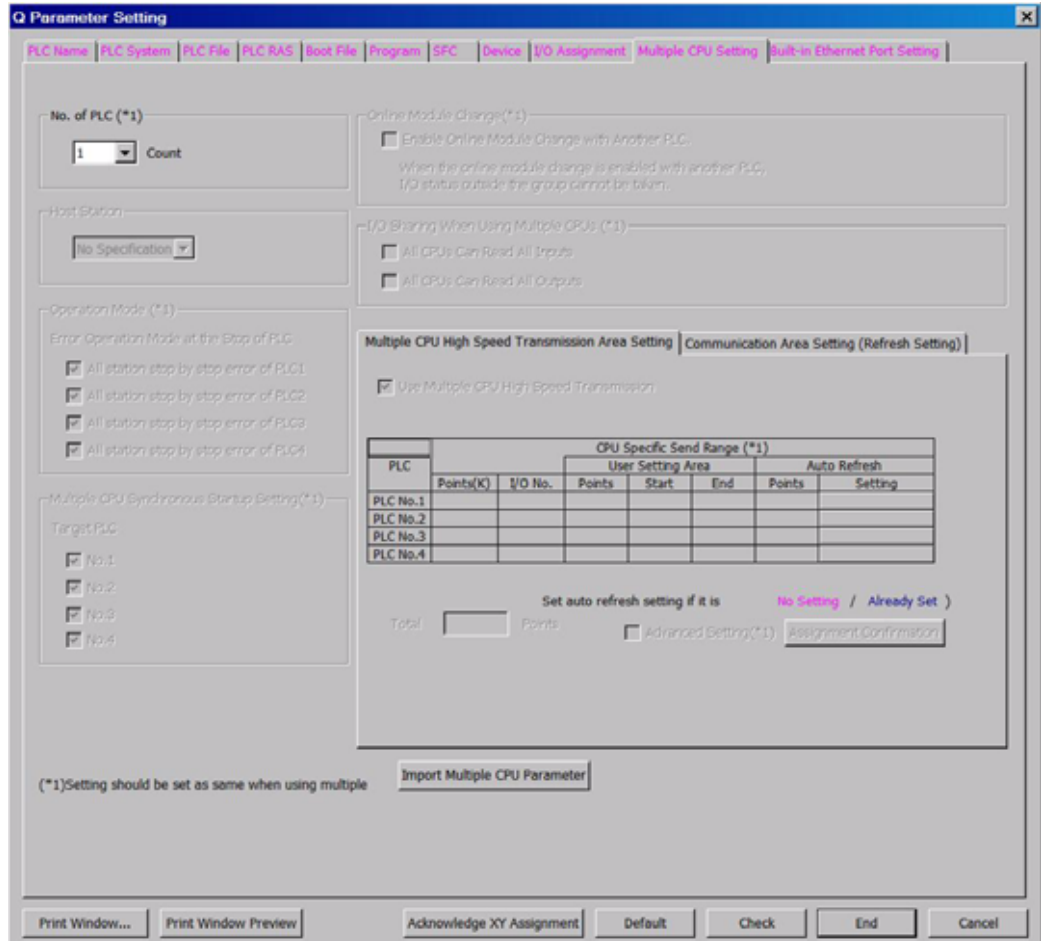 Q Parameter Setting
PLC Name PLC System PLC File PLC RAS Boot File Program SFC Device I/O Assignment Multiple CPU Setting Built-in Ethernet Port Setting
No. of PLC (*1)
1 Count
Host Station
No Specification
Operation Mode (*1)
Error Operation Mode at the Stop of PLC
All station stop by stop error of PLC1
All station stop by stop error of PLC2
All station stop by stop error of PLC3
All station stop by stop error of PLC4
Multiple CPU Synchronous Startup Setting(*1)
Target PLC
No.1
No.2
No.3
No.4
Online Module Change(*1)
Enable Online Module Change with Another PLC.
When the online module change is enabled with another PLC,
I/O status outside the group cannot be taken.
I/O Sharing When Using Multiple CPUs (*1)
All CPUs Can Read All Inputs
All CPUs Can Read All Outputs
Multiple CPU High Speed Transmission Area Setting Communication Area Setting (Refresh Setting)
Use Multiple CPU High Speed Transmission
CPU Specific Send Range (*1)
PLC User Setting Area Auto Refresh
Points(K) I/O No. Points Start End Points Setting
PLC No.1
PLC No.2
PLC No.3
PLC No.4
Set auto refresh setting if it is No Setting / Already Set )
Total Points Advanced Setting(*1) Assignment Confirmation
(*1)Setting should be set as same when using multiple
Import Multiple CPU Parameter
Print Window... Print Window Preview Acknowledge XY Assignment Default Check End Cancel